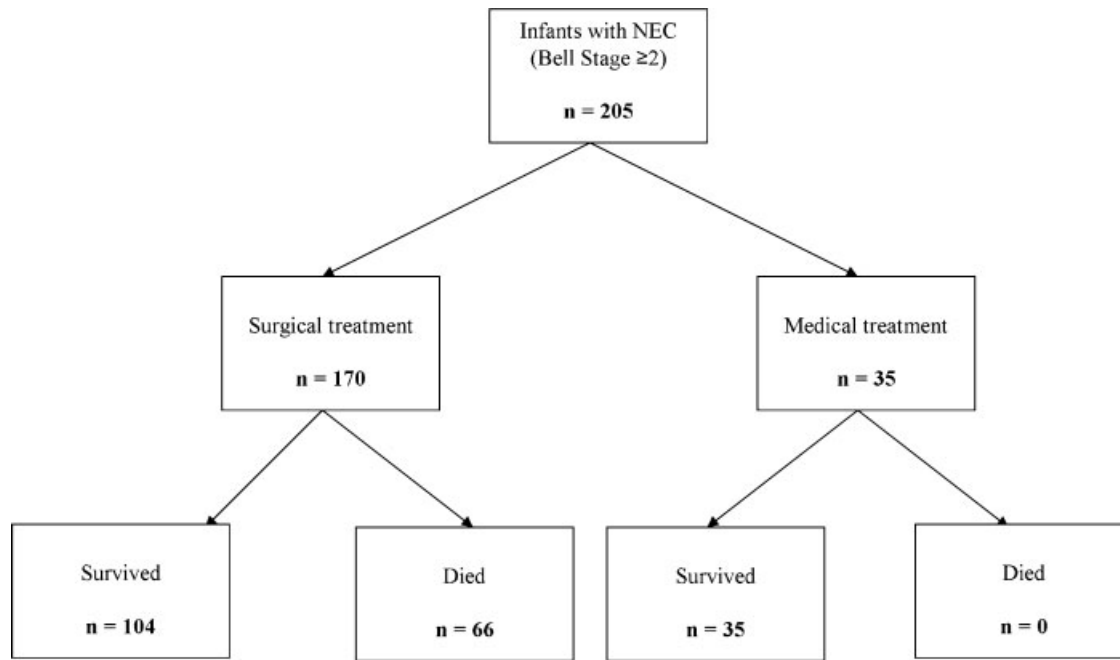 Infants with NEC
(Bell Stage ≥2)
n = 205
Surgical treatment
n = 170
Medical treatment
n = 35
Survived
n = 104
Died
n = 66
Survived
n = 35
Died
n = 0